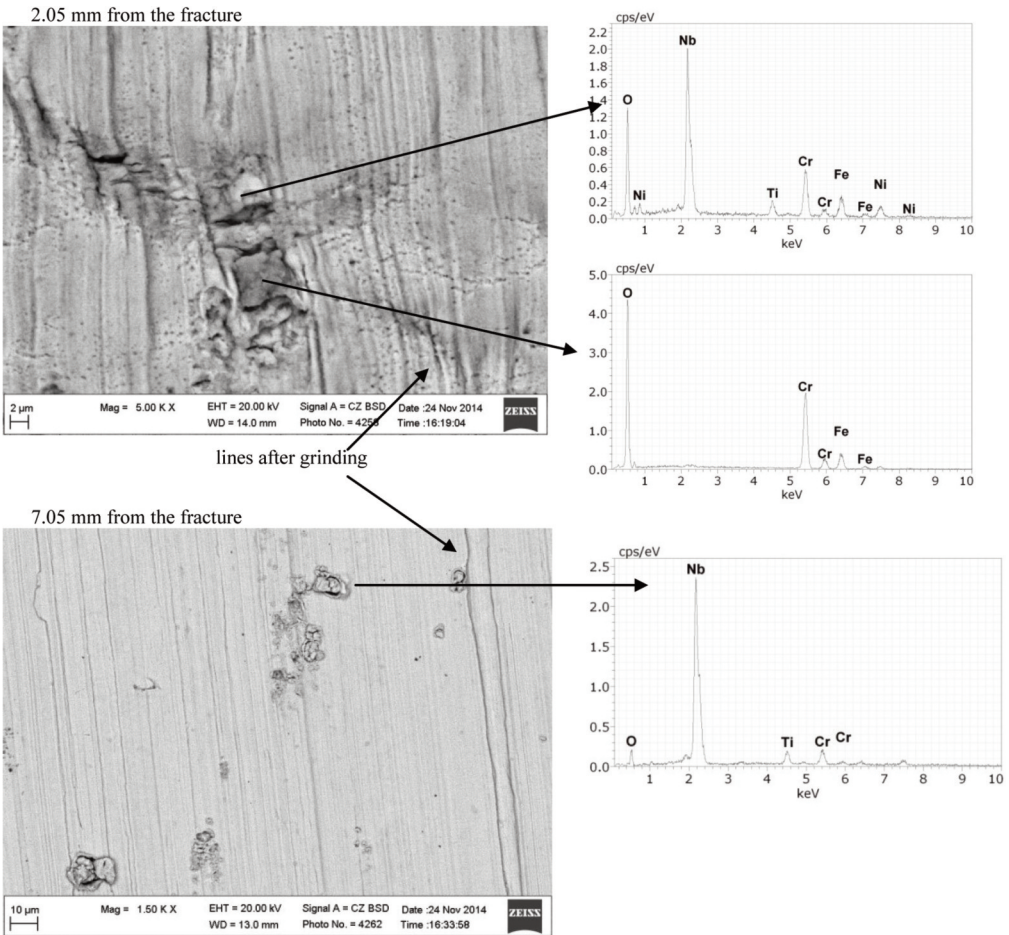 2.05 mm from the fracture
2 µm
Mag = 5.00 K X
EHT = 20.00 kV
WD = 14.0 mm
Signal A = CZ BSD
Photo No. = 4258
Date :24 Nov 2014
Time :16:19:04
ZEISS
cps/eV
2.2
2.0
1.8
1.6
1.4
1.2
1.0
0.8
0.6
0.4
0.2
0.0
O
Ni
Nb
Ti
Cr
Cr
Fe
Fe
Ni
Ni
1 2 3 4 5 6 7 8 9 10
keV
cps/eV
5.0
4.0
3.0
2.0
1.0
0.0
O
Cr
Cr
Fe
Fe
1 2 3 4 5 6 7 8 9 10
keV
lines after grinding
7.05 mm from the fracture
10 µm
Mag = 1.50 K X
EHT = 20.00 kV
WD = 13.0 mm
Signal A = CZ BSD
Photo No. = 4262
Date :24 Nov 2014
Time :16:33:58
ZEISS
cps/eV
2.5
2.0
1.5
1.0
0.5
0.0
O
Nb
Ti
Cr
Cr
1 2 3 4 5 6 7 8 9 10
keV